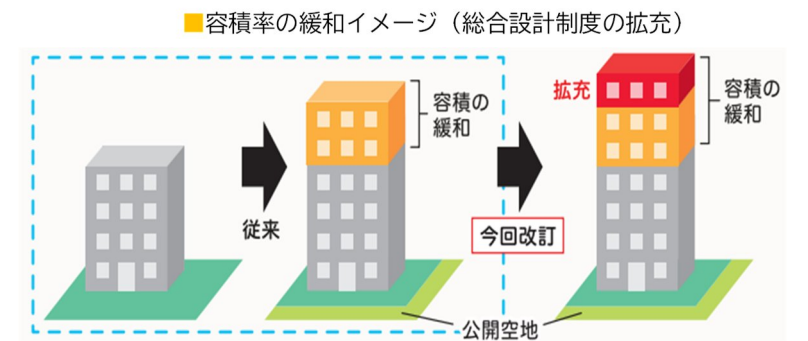 ■容積率の緩和イメージ（総合設計制度の拡充）
容積の
緩和
従来
拡充
容積の
緩和
今回改訂
公開空地